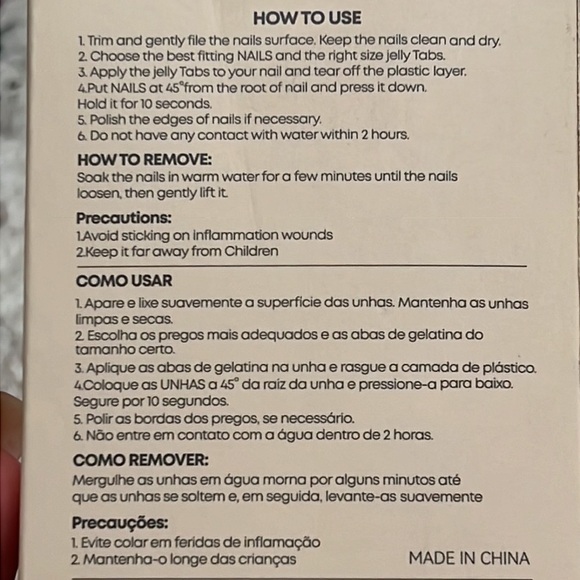 HOW TO USE
1. Trim and gently file the nails surface. Keep the nails clean and dry.
2. Choose the best fitting NAILS and the right size jelly Tabs.
3. Apply the jelly Tabs to your nail and tear off the plastic layer.
4.Put NAILS at 45°from the root of nail and press it down.
Hold it for 10 seconds.
5. Polish the edges of nails if necessary.
6. Do not have any contact with water within 2 hours.
HOW TO REMOVE:
Soak the nails in warm water for a few minutes until the nails
loosen, then gently lift it.
Precautions:
1.Avoid sticking on inflammation wounds
2.Keep it far away from Children
COMO USAR
1. Apare e lixe suavemente a superfície das unhas. Mantenha as unhas
limpas e secas.
2. Escolha os pregos mais adequados e as abas de gelatina do
tamanho certo.
3. Aplique as abas de gelatina na unha e rasgue a camada de plástico.
4.Coloque as UNHAS a 45° da raíz da unha e pressione-a para baixo.
Segure por 10 segundos.
5. Polir as bordas dos pregos, se necessário.
6. Não entre em contato com a água dentro de 2 horas.
COMO REMOVER:
Mergulhe as unhas em água morna por alguns minutos até
que as unhas se soltem e, em seguida, levante-as suavemente
Precauções:
1. Evite colar em feridas de inflamação
2. Mantenha-o longe das crianças
MADE IN CHINA